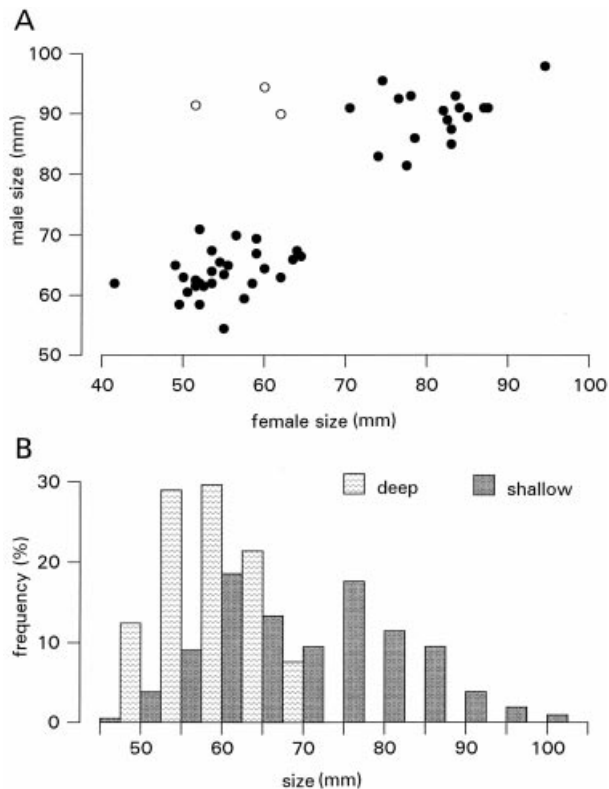 A
100
90
80
70
60
50
male size (mm)
40 50 60 70 80 90 100
female size (mm)
B
30
20
10
0
frequency (%)
deep shallow
50 60 70 80 90 100
size (mm)